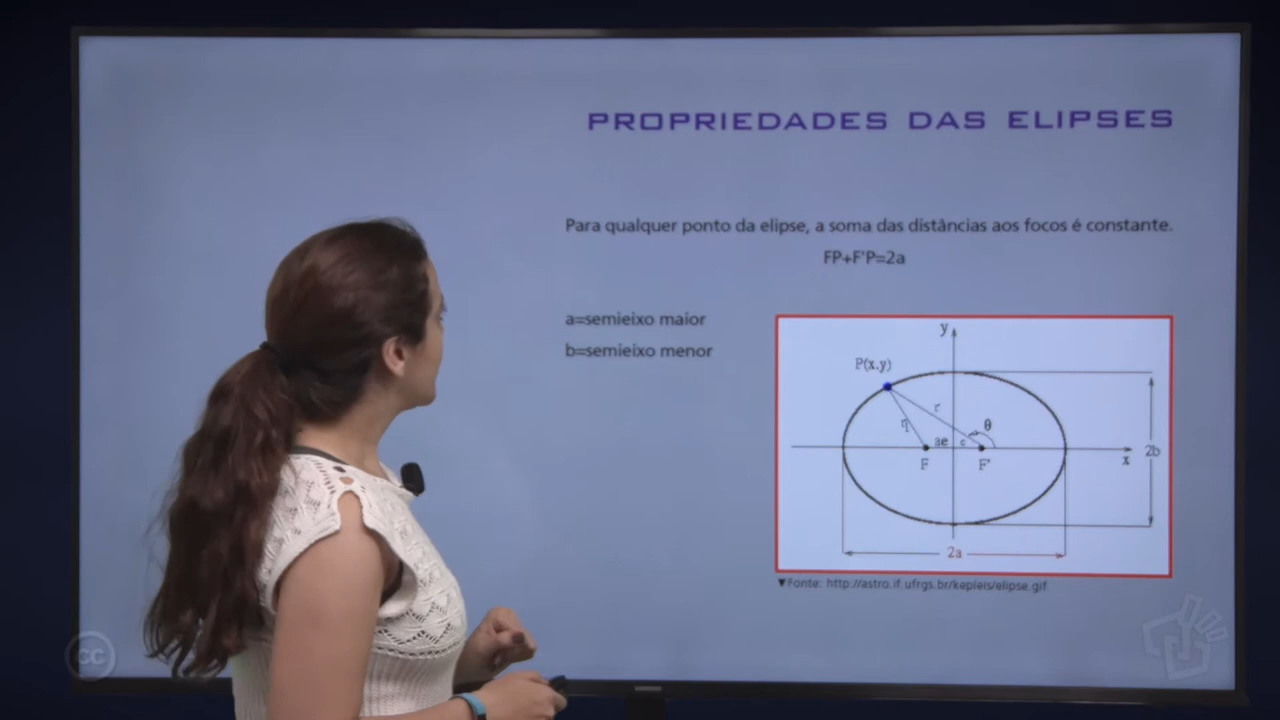 PROPRIEDADES DAS ELIPSES
Para qualquer ponto da elipse, a soma das distâncias aos focos é constante.
FP+F'P=2a
a=semieixo maior
b=semieixo menor
y
P(x,y)
r
η
θ
ae
c
F
F'
x
2b
2a
▼Fonte: http://astro.if.ufrgs.br/kepleis/elipse.gif
cc